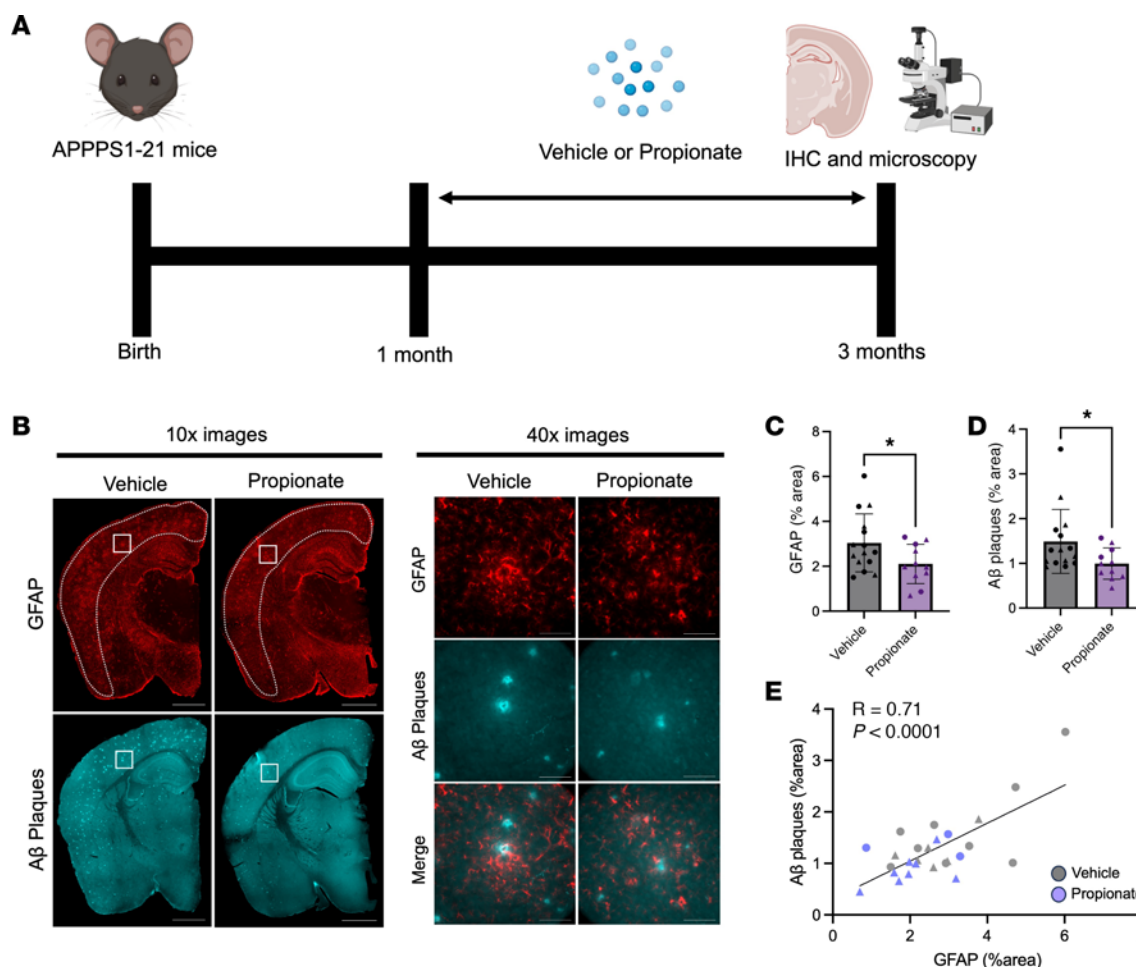 A
APPPS1-21 mice
Vehicle or Propionate
IHC and microscopy
Birth
1 month
3 months
B
10x images
40x images
Vehicle
Propionate
Vehicle
Propionate
GFAP
Aβ Plaques
GFAP
Aβ Plaques
Merge
C
GFAP (% area)
8
6
4
2
0
*
Vehicle
Propionate
D
Aβ plaques (% area)
4
3
2
1
0
*
Vehicle
Propionate
E
R = 0.71
P < 0.0001
Aβ plaques (%area)
4
3
2
1
0
0
2
4
6
8
GFAP (%area)
Vehicle
Propionate